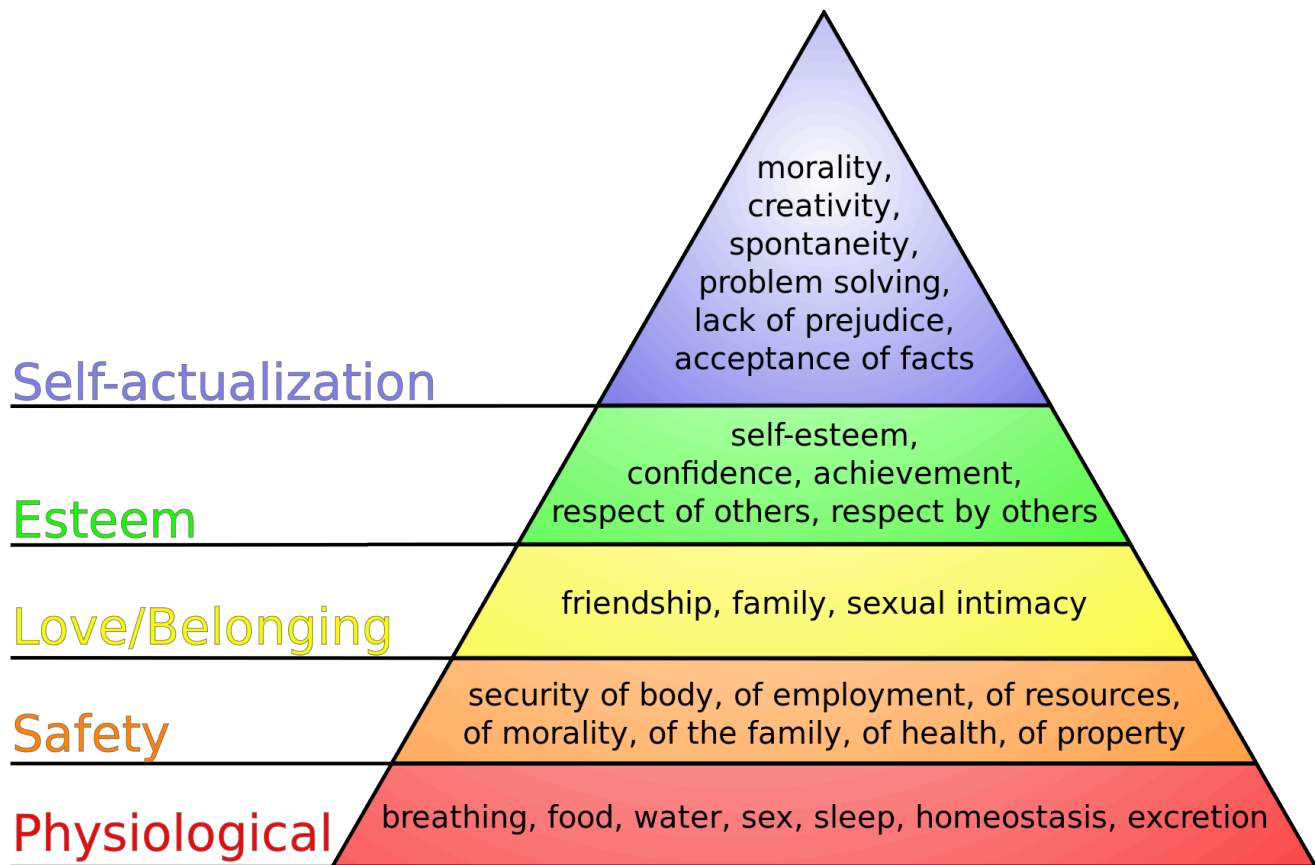 morality,
creativity,
spontaneity,
problem solving,
lack of prejudice,
acceptance of facts
Self-actualization
self-esteem,
confidence, achievement,
respect of others, respect by others
Esteem
friendship, family, sexual intimacy
Love/Belonging
security of body, of employment, of resources,
of morality, of the family, of health, of property
Safety
breathing, food, water, sex, sleep, homeostasis, excretion
Physiological